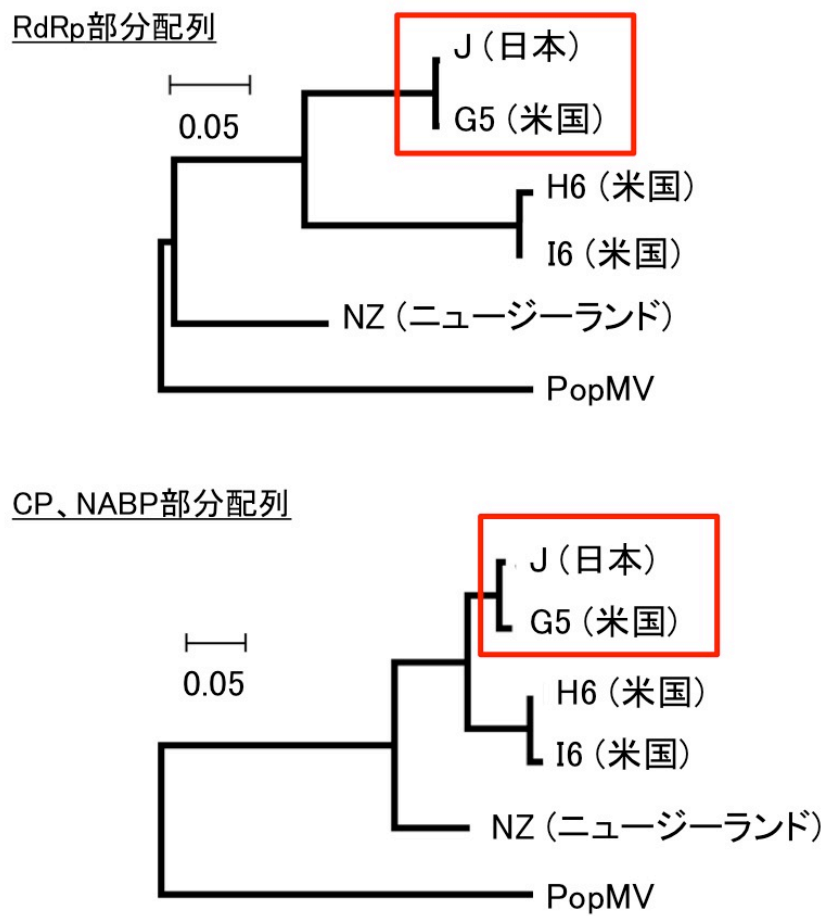 RdRp部分配列
J (日本)
0.05
G5 (米国)
H6 (米国)
I6 (米国)
NZ (ニュージーランド)
PopMV
CP、NABP部分配列
J (日本)
G5 (米国)
0.05
H6 (米国)
I6 (米国)
NZ (ニュージーランド)
PopMV